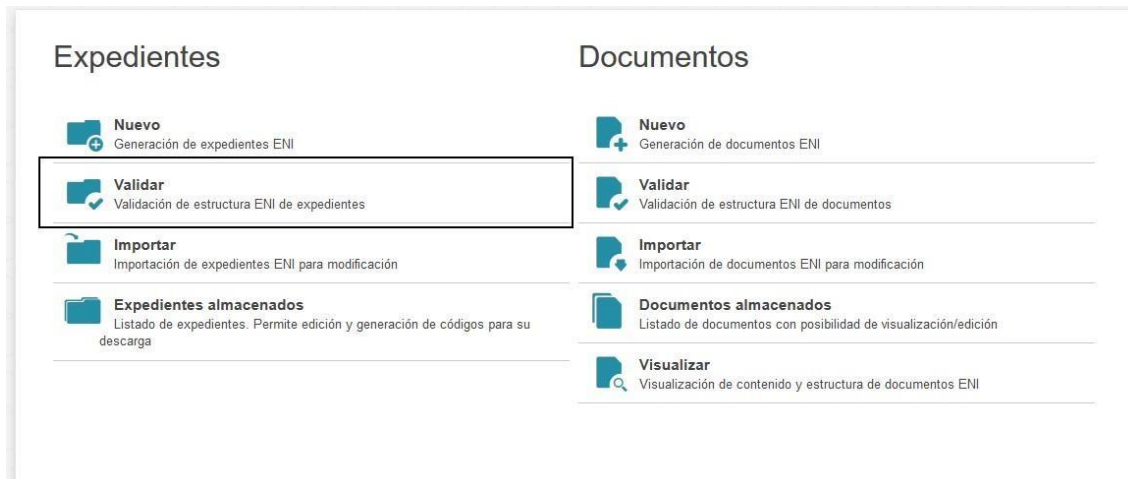 Expedientes
Nuevo
Generación de expedientes ENI
Validar
Validación de estructura ENI de expedientes
Importar
Importación de expedientes ENI para modificación
Expedientes almacenados
Listado de expedientes. Permite edición y generación de códigos para su
descarga
Documentos
Nuevo
Generación de documentos ENI
Validar
Validación de estructura ENI de documentos
Importar
Importación de documentos ENI para modificación
Documentos almacenados
Listado de documentos con posibilidad de visualización/edición
Visualizar
Visualización de contenido y estructura de documentos ENI